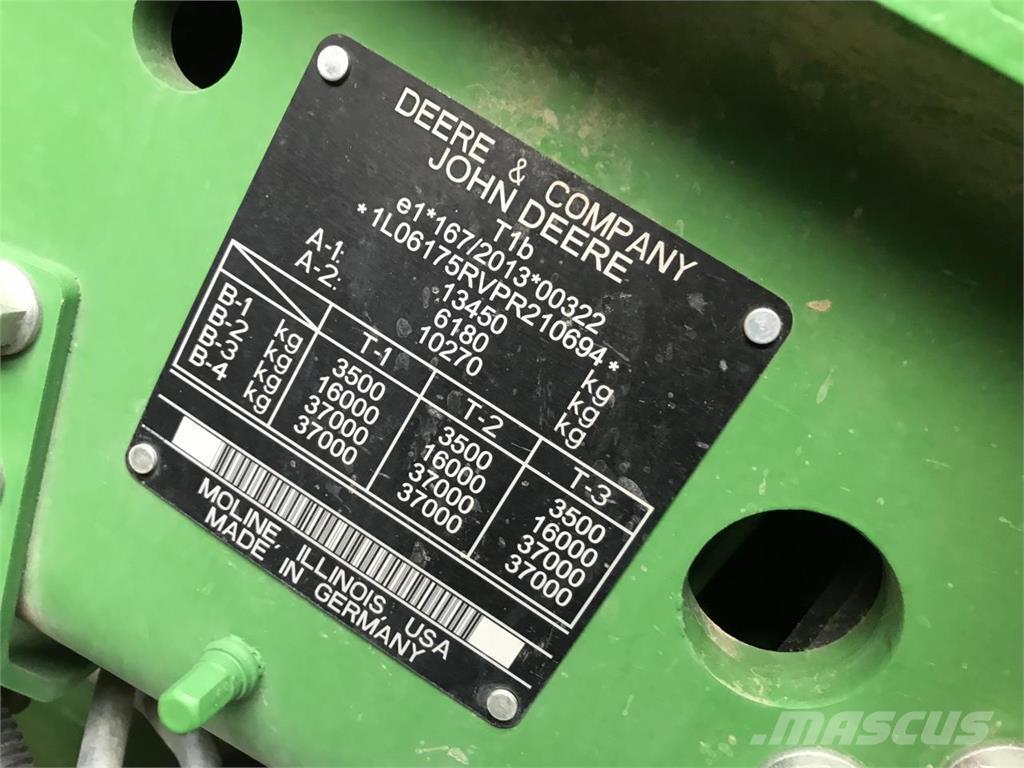 DEERE & COMPANY
JOHN DEERE
T1b
e1*167/2013*00322
*1L06175RVPR210694*
13450 kg
A-1: 6180 kg
A-2: 10270 kg
T-1 T-2 T-3
B-1 kg 3500 3500 3500
B-2 kg 16000 16000 16000
B-3 kg 37000 37000 37000
B-4 kg 37000 37000 37000
MOLINE, ILLINOIS, USA
MADE IN GERMANY
MASCUS